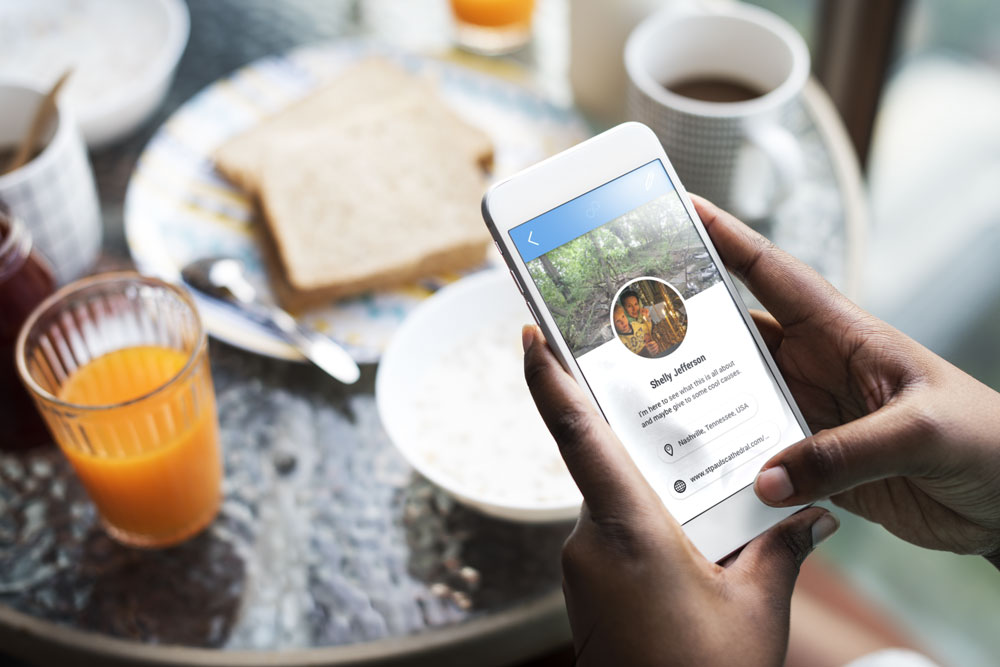 Shelly Jefferson
I'm here to see what this is all about
and maybe give to some cool causes.
Nashville, Tennessee, USA
www.stpaulscathedral.com/...